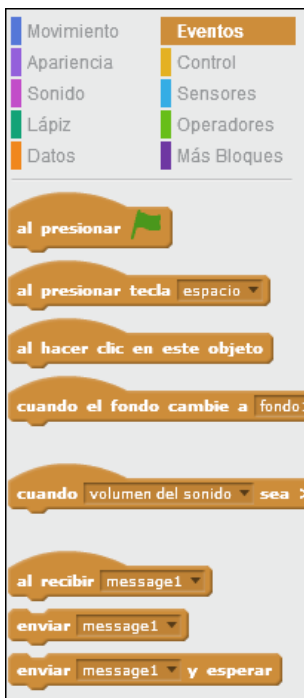 Movimiento Eventos
Apariencia Control
Sonido Sensores
Lápiz Operadores
Datos Más Bloques
al presionar
al presionar tecla espacio
al hacer clic en este objeto
cuando el fondo cambie a fondo
cuando volumen del sonido sea >
al recibir message1
enviar message1
enviar message1 y esperar